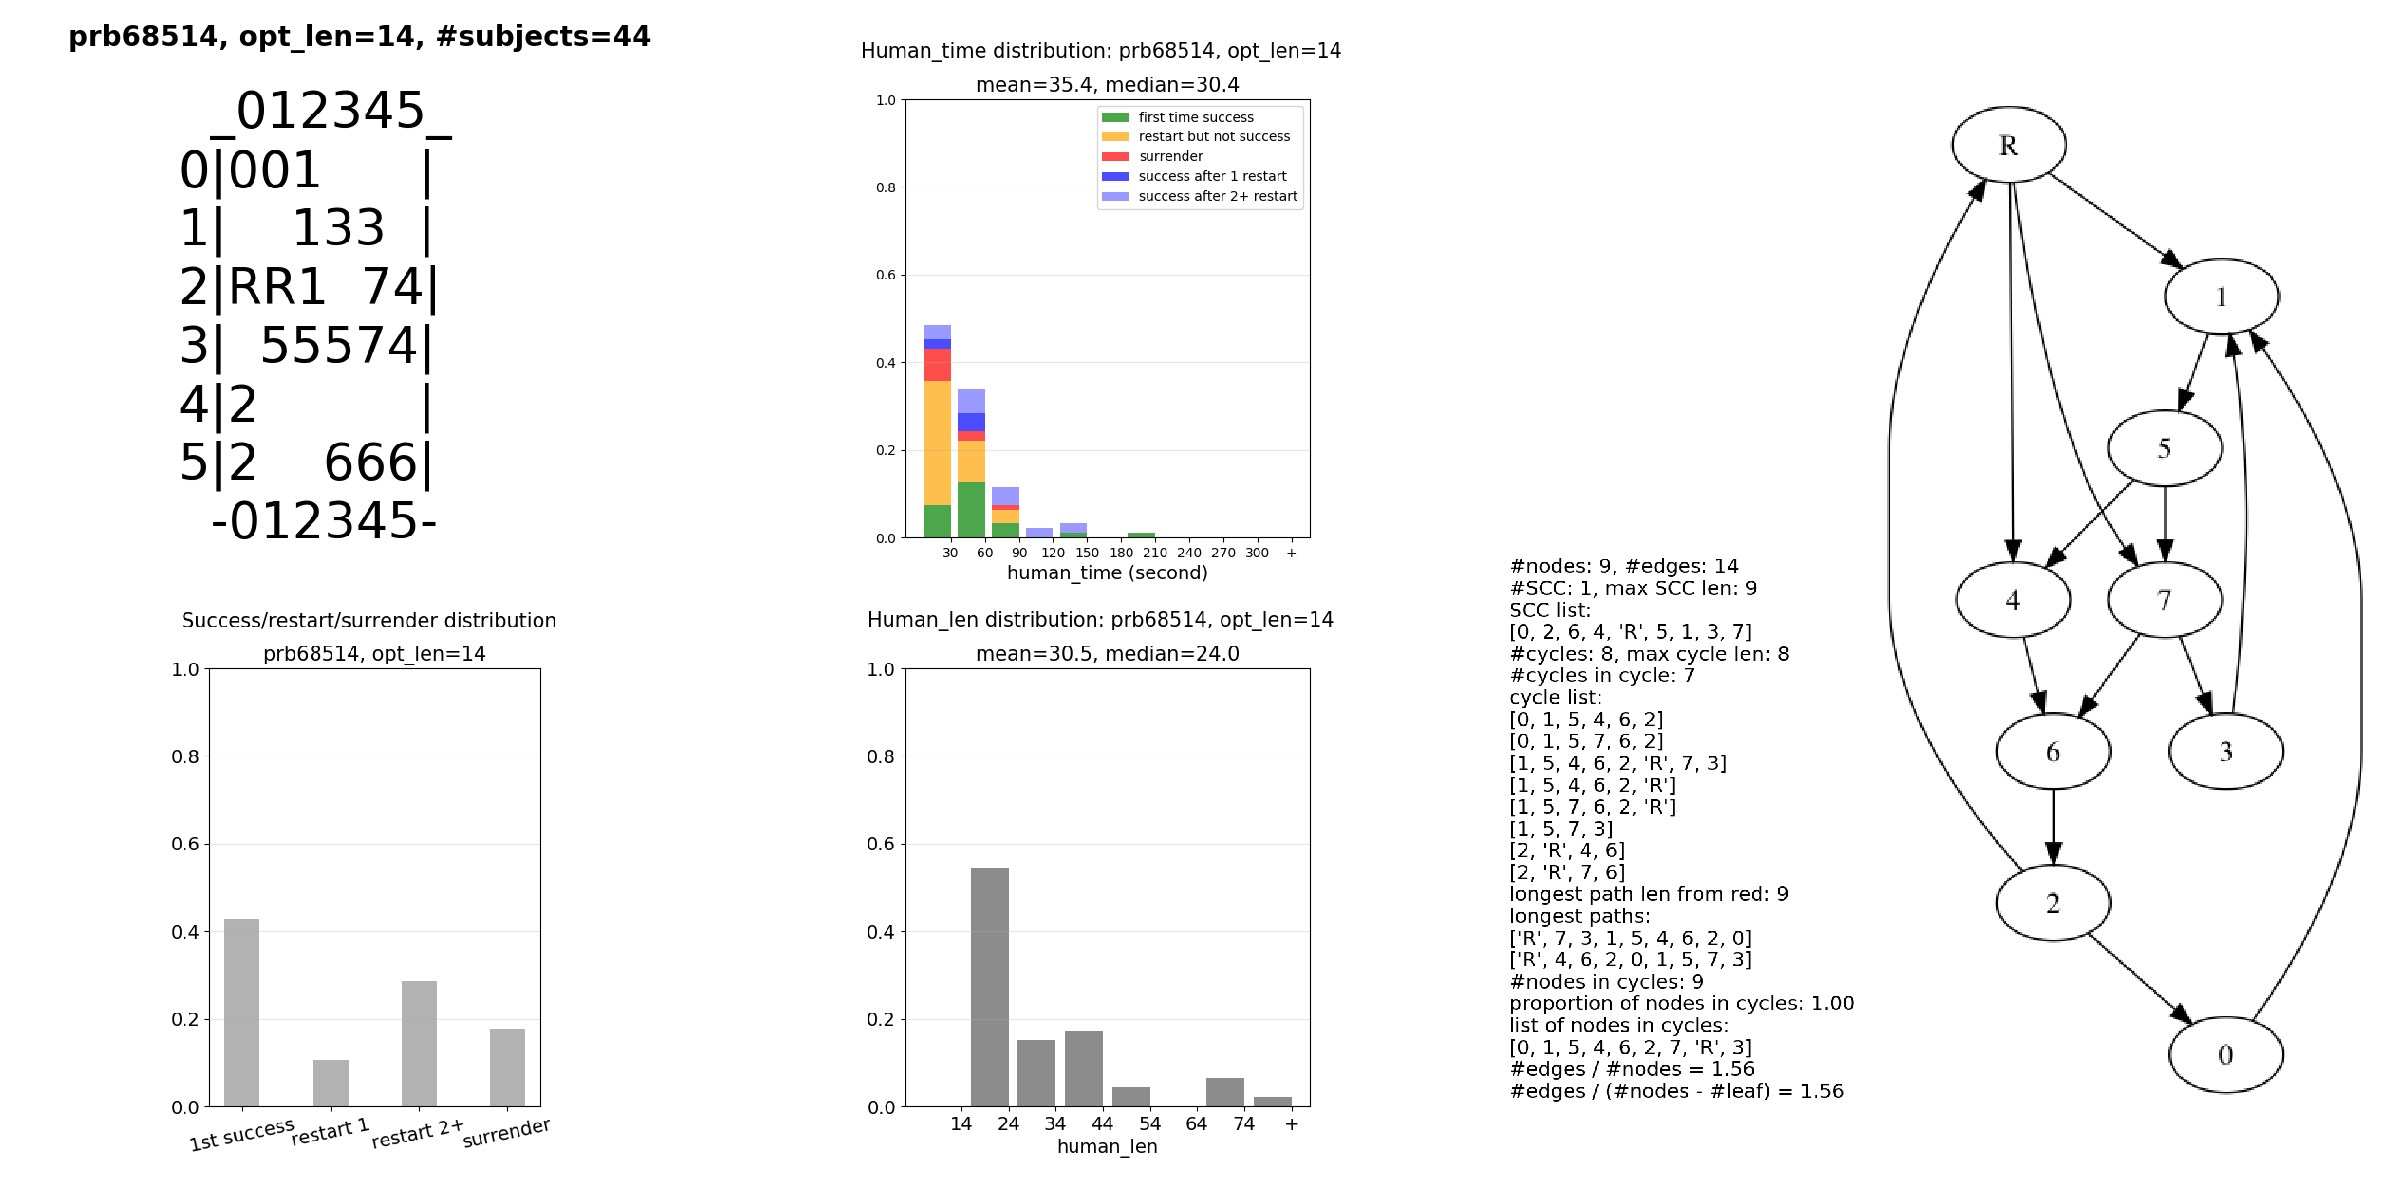 prb68514, opt_len=14, #subjects=44
_012345_
0|001   |
1|  133 |
2|RR1 74|
3| 55574|
4|2     |
5|2  666|
-012345-
Human_time distribution: prb68514, opt_len=14
mean=35.4, median=30.4
1.0
0.8
0.6
0.4
0.2
0.0
first time success
restart but not success
surrender
success after 1 restart
success after 2+ restart
30 60 90 120 150 180 210 240 270 300 +
human_time (second)
Success/restart/surrender distribution
prb68514, opt_len=14
1.0
0.8
0.6
0.4
0.2
0.0
1st success restart 1 restart 2+ surrender
Human_len distribution: prb68514, opt_len=14
mean=30.5, median=24.0
1.0
0.8
0.6
0.4
0.2
0.0
14 24 34 44 54 64 74 +
human_len
#nodes: 9, #edges: 14
#SCC: 1, max SCC len: 9
SCC list:
[0, 2, 6, 4, 'R', 5, 1, 3, 7]
#cycles: 8, max cycle len: 8
#cycles in cycle: 7
cycle list:
[0, 1, 5, 4, 6, 2]
[0, 1, 5, 7, 6, 2]
[1, 5, 4, 6, 2, 'R', 7, 3]
[1, 5, 4, 6, 2, 'R']
[1, 5, 7, 6, 2, 'R']
[1, 5, 7, 3]
[2, 'R', 4, 6]
[2, 'R', 7, 6]
longest path len from red: 9
longest paths:
['R', 7, 3, 1, 5, 4, 6, 2, 0]
['R', 4, 6, 2, 0, 1, 5, 7, 3]
#nodes in cycles: 9
proportion of nodes in cycles: 1.00
list of nodes in cycles:
[0, 1, 5, 4, 6, 2, 7, 'R', 3]
#edges / #nodes = 1.56
#edges / (#nodes - #leaf) = 1.56
R
1
5
4 7
6 3
2
0